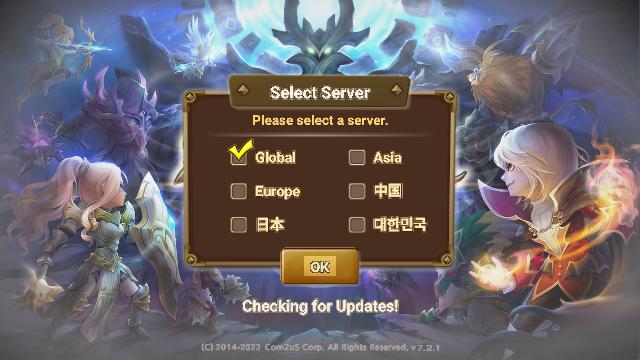 Select Server
Please select a server.
Global
Asia
Europe
中国
日本
대한민국
OK
Checking for Updates!
(C) 2014-2023 Com2uS Corp. All Rights Reserved. v7.2.1